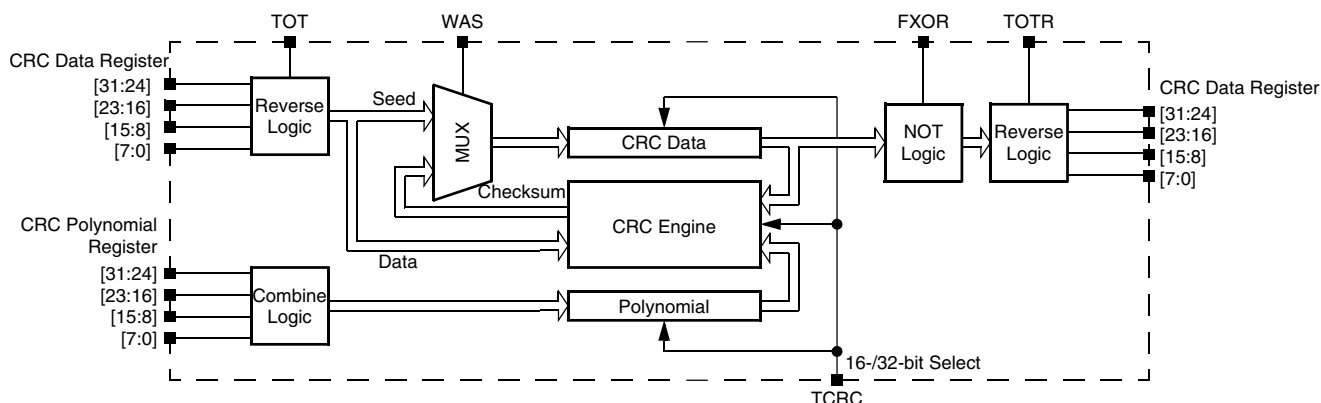 TOT
WAS
FXOR
TOTR
CRC Data Register
[31:24]
[23:16]
[15:8]
[7:0]
Reverse
Logic
Seed
MUX
CRC Data
NOT
Logic
Reverse
Logic
CRC Data Register
[31:24]
[23:16]
[15:8]
[7:0]
Checksum
CRC Engine
CRC Polynomial
Register
[31:24]
[23:16]
[15:8]
[7:0]
Data
Combine
Logic
Polynomial
16-/32-bit Select
TCRC